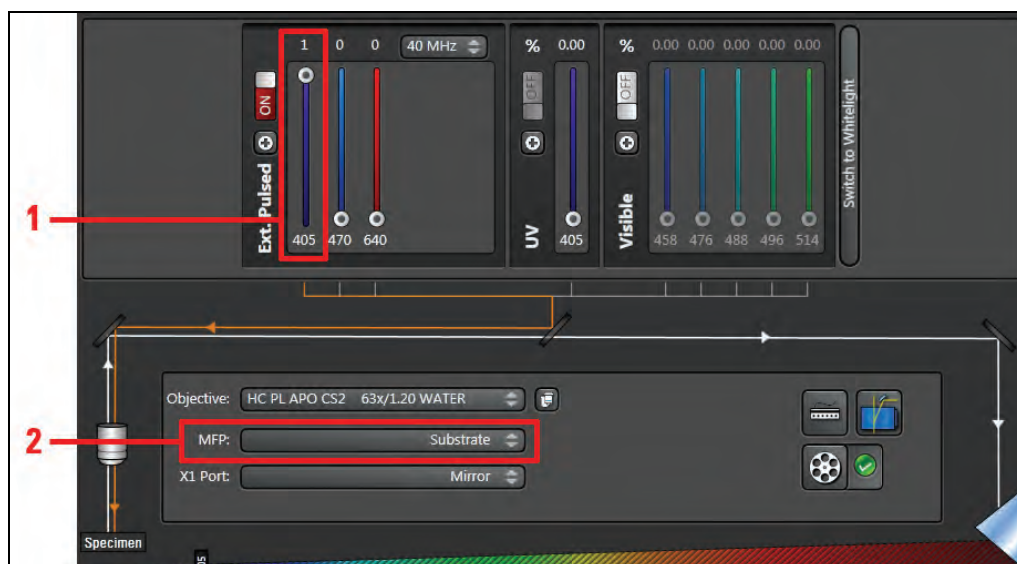 1 0 0 40 MHz % 0.00 % 0.00 0.00 0.00 0.00 0.00
ON OFF OFF
Ext. Pulsed UV Visible Switch to Whitelight
1
405 470 640 405 458 476 488 496 514
Objective: HC PL APO CS2 63x/1.20 WATER
2 MFP: Substrate
X1 Port: Mirror
Specimen